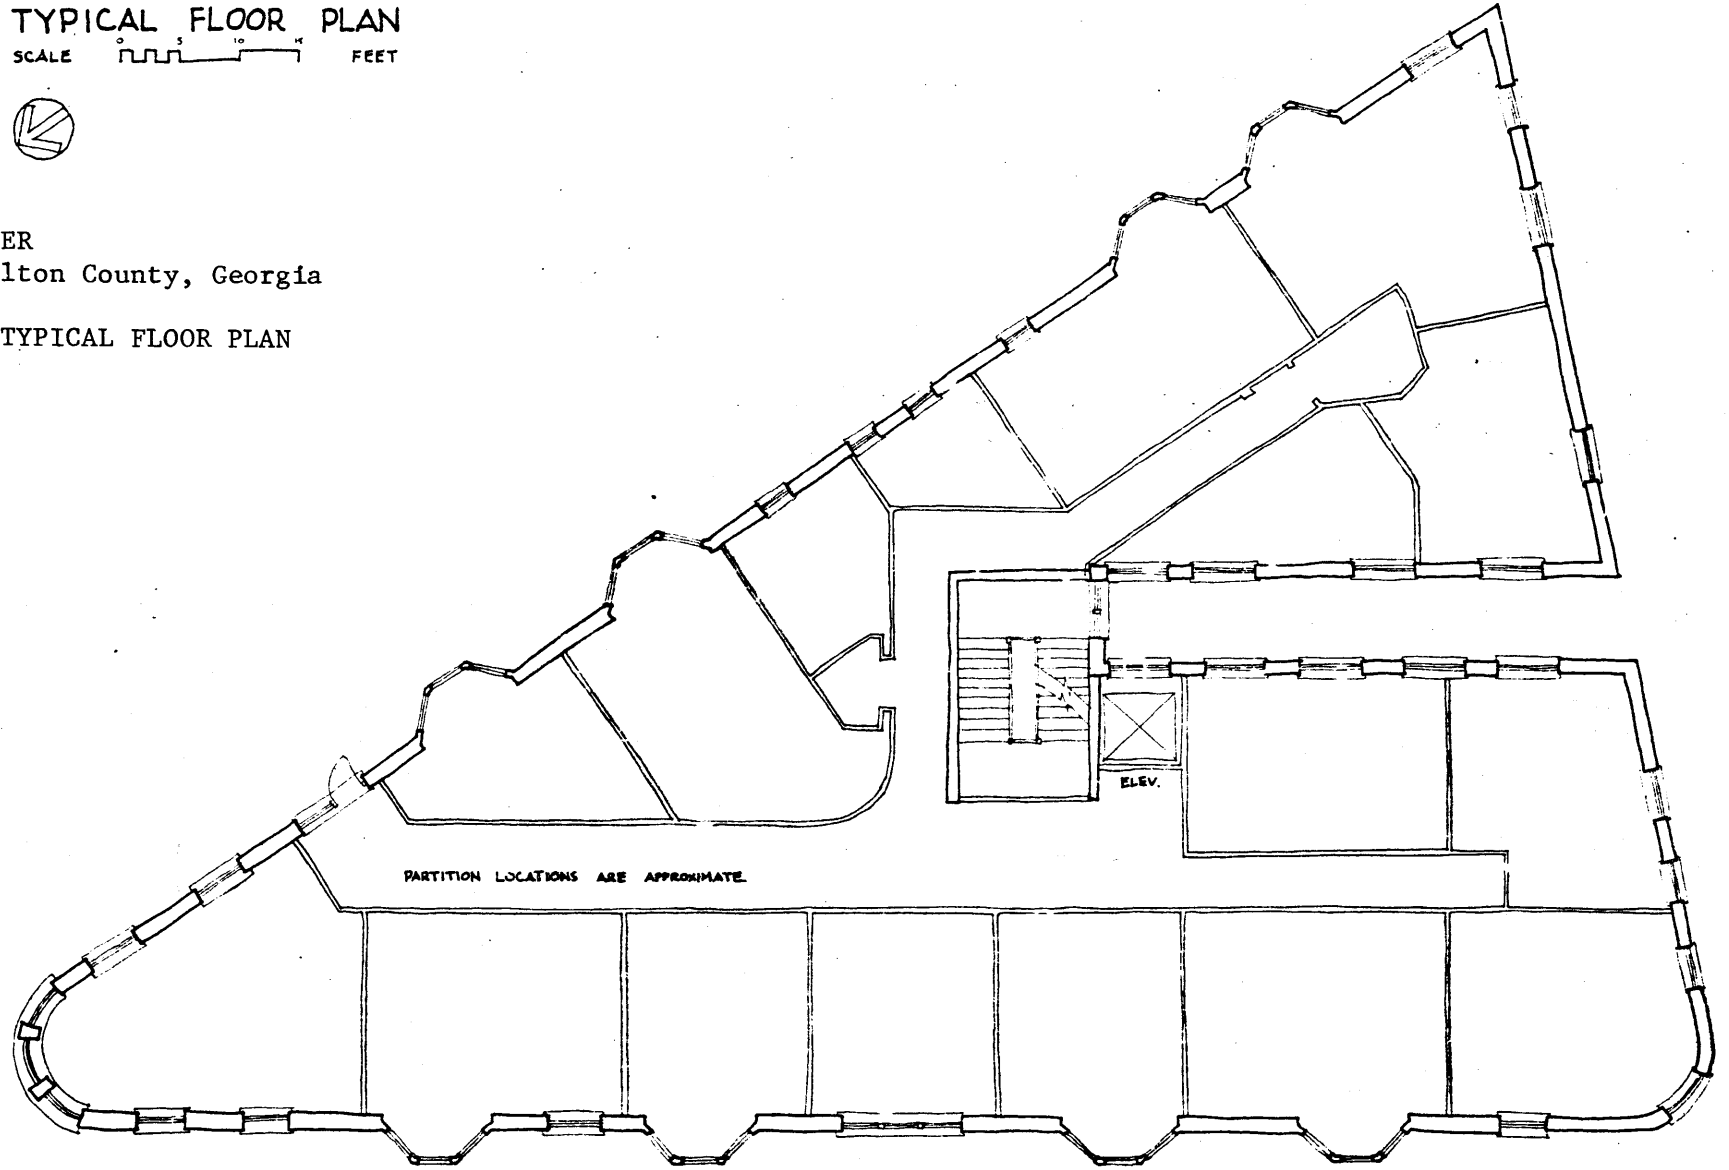 TYPICAL FLOOR PLAN
0 5 10 15
SCALE FEET
ER
lton County, Georgia
TYPICAL FLOOR PLAN
ELEV.
PARTITION LOCATIONS ARE APPROXIMATE